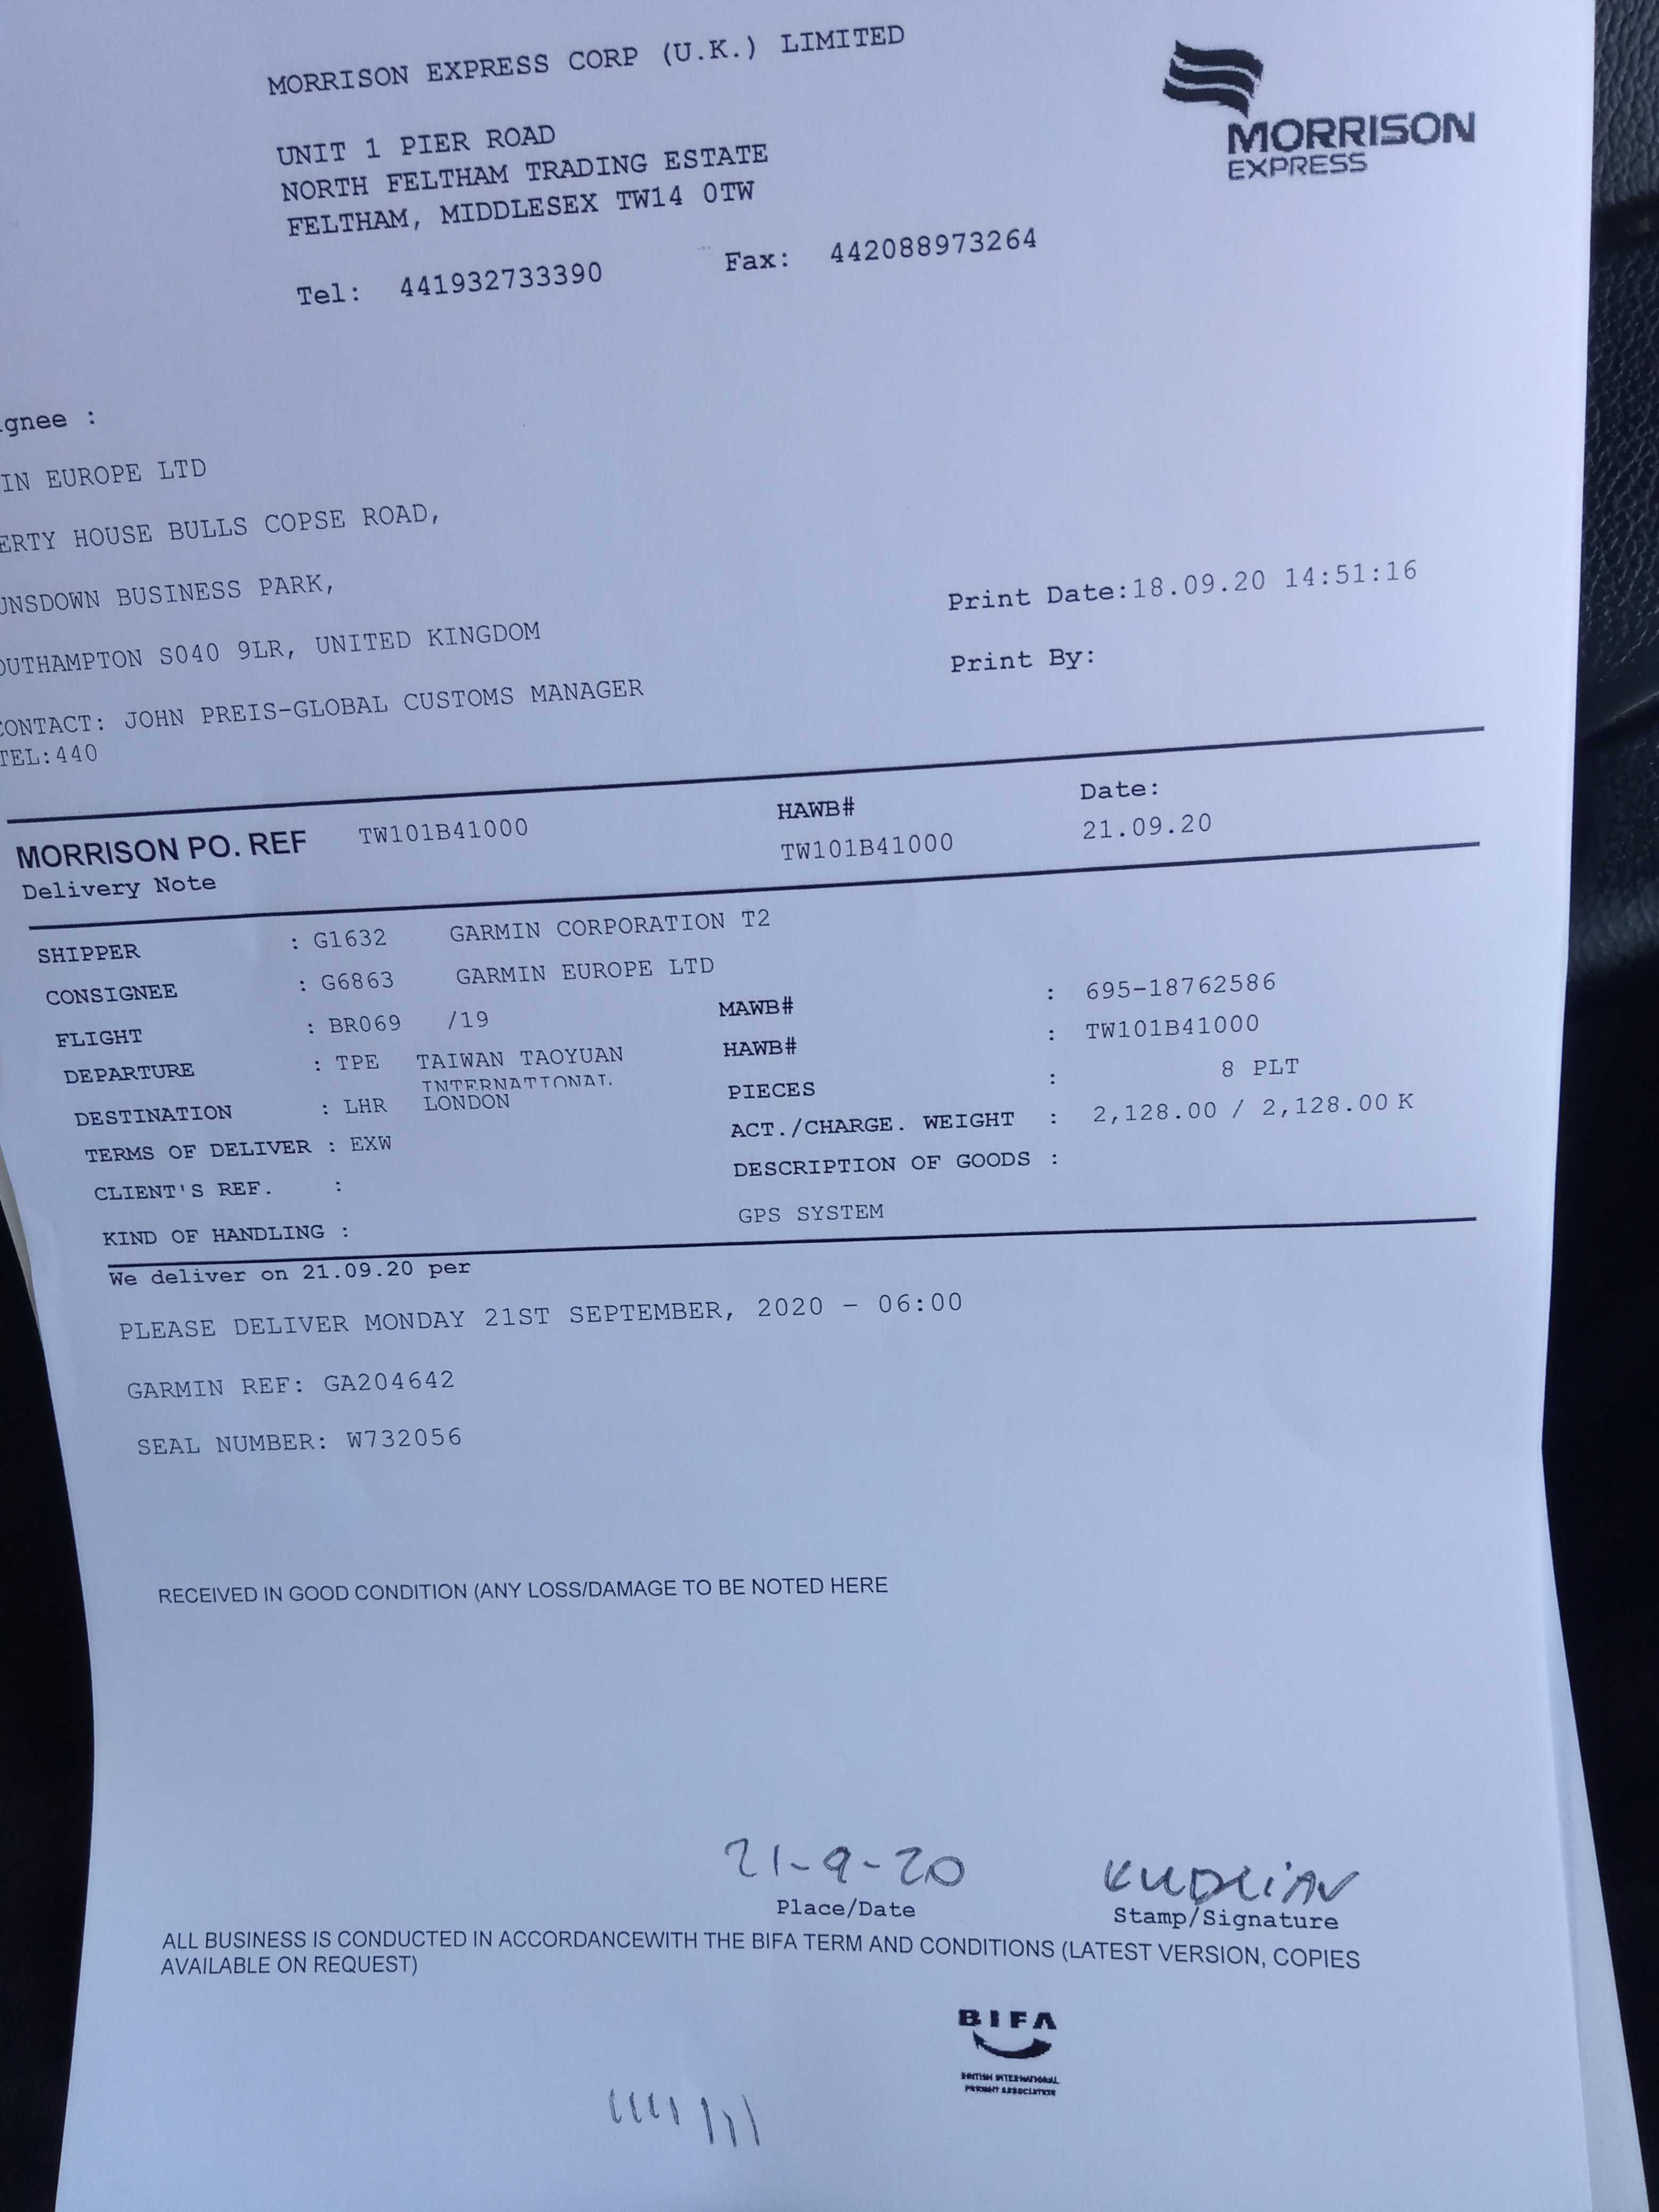 MORRISON EXPRESS CORP (U.K.) LIMITED
MORRISON
EXPRESS
UNIT 1 PIER ROAD
NORTH FELTHAM TRADING ESTATE
FELTHAM, MIDDLESEX TW14 0TW
Tel: 441932733390 Fax: 442088973264
gnee :
IN EUROPE LTD
ERTY HOUSE BULLS COPSE ROAD,
UNSDOWN BUSINESS PARK,
OUTHAMPTON SO40 9LR, UNITED KINGDOM
CONTACT: JOHN PREIS-GLOBAL CUSTOMS MANAGER
TEL:440
Print Date:18.09.20 14:51:16
Print By:
MORRISON PO. REF TW101B41000 HAWB# Date:
Delivery Note TW101B41000 21.09.20
SHIPPER : G1632 GARMIN CORPORATION T2
CONSIGNEE : G6863 GARMIN EUROPE LTD
FLIGHT : BR069 /19 MAWB# : 695-18762586
DEPARTURE : TPE TAIWAN TAOYUAN HAWB# : TW101B41000
INTERNATIONAL
DESTINATION : LHR LONDON PIECES : 8 PLT
TERMS OF DELIVER : EXW ACT./CHARGE. WEIGHT : 2,128.00 / 2,128.00 K
CLIENT'S REF. : DESCRIPTION OF GOODS :
KIND OF HANDLING : GPS SYSTEM
We deliver on 21.09.20 per
PLEASE DELIVER MONDAY 21ST SEPTEMBER, 2020 - 06:00
GARMIN REF: GA204642
SEAL NUMBER: W732056
RECEIVED IN GOOD CONDITION (ANY LOSS/DAMAGE TO BE NOTED HERE
21-9-20
Place/Date Stamp/Signature
ALL BUSINESS IS CONDUCTED IN ACCORDANCEWITH THE BIFA TERM AND CONDITIONS (LATEST VERSION, COPIES
AVAILABLE ON REQUEST)
BIFA
BRITISH INTERNATIONAL
FREIGHT ASSOCIATION